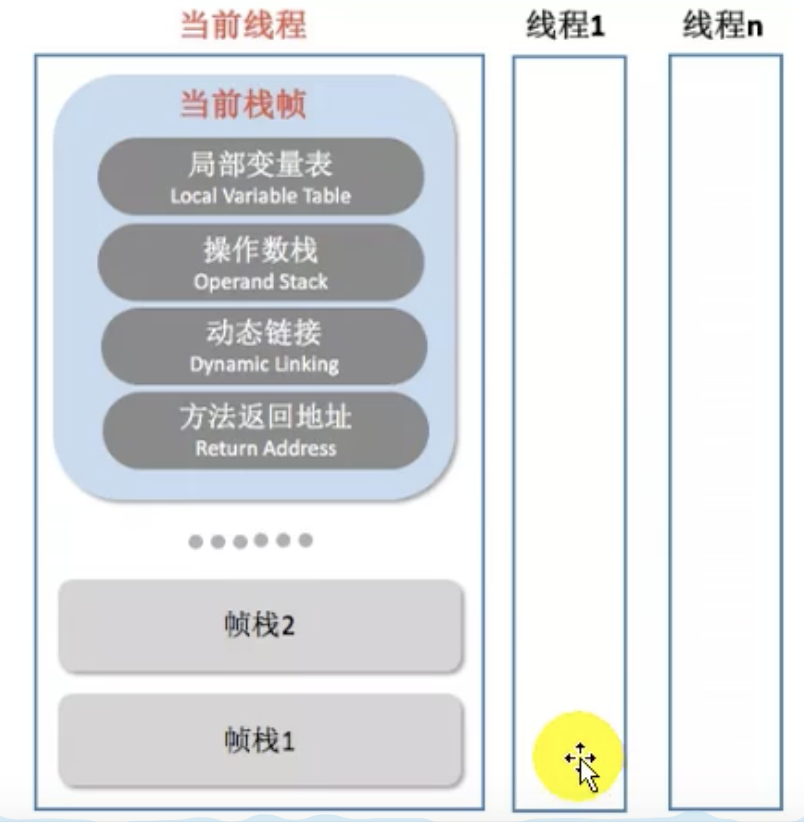 当前线程
线程1
线程n
当前栈帧
局部变量表
Local Variable Table
操作数栈
Operand Stack
动态链接
Dynamic Linking
方法返回地址
Return Address
帧栈2
帧栈1